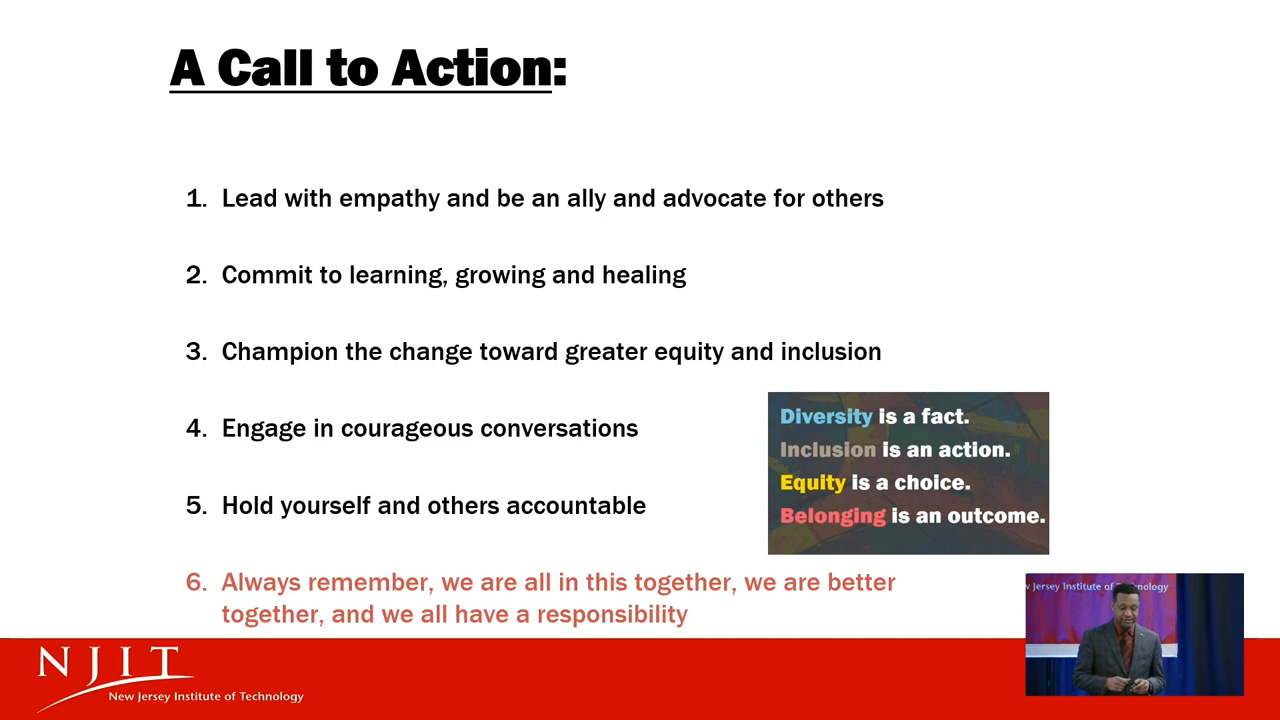 A Call to Action:
1. Lead with empathy and be an ally and advocate for others
2. Commit to learning, growing and healing
3. Champion the change toward greater equity and inclusion
4. Engage in courageous conversations
5. Hold yourself and others accountable
6. Always remember, we are all in this together, we are better
together, and we all have a responsibility
Diversity is a fact.
Inclusion is an action.
Equity is a choice.
Belonging is an outcome.
w Jersey Institute of Technology
NJIT
New Jersey Institute of Technology